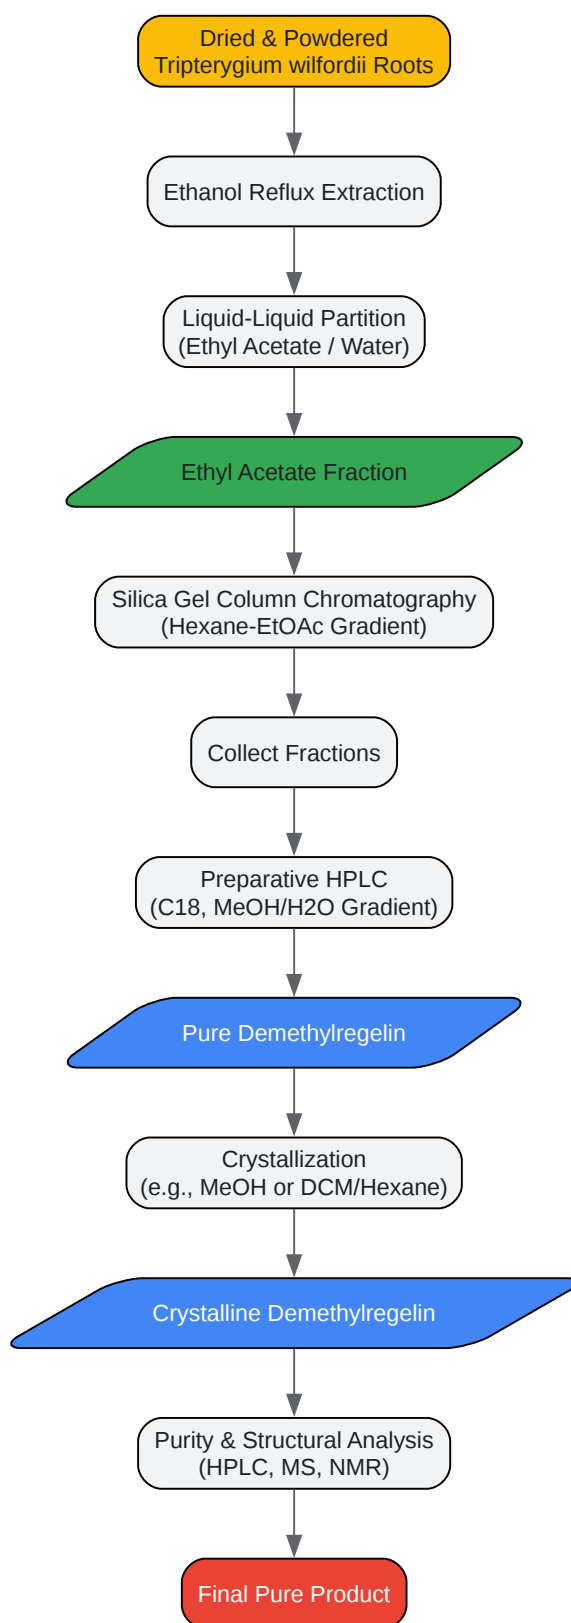 Dried & Powdered
Tripterygium wilfordii Roots
Ethanol Reflux Extraction
Liquid-Liquid Partition
(Ethyl Acetate / Water)
Ethyl Acetate Fraction
Silica Gel Column Chromatography
(Hexane-EtOAc Gradient)
Collect Fractions
Preparative HPLC
(C18, MeOH/H2O Gradient)
Pure Demethylregelin
Crystallization
(e.g., MeOH or DCM/Hexane)
Crystalline Demethylregelin
Purity & Structural Analysis
(HPLC, MS, NMR)
Final Pure Product